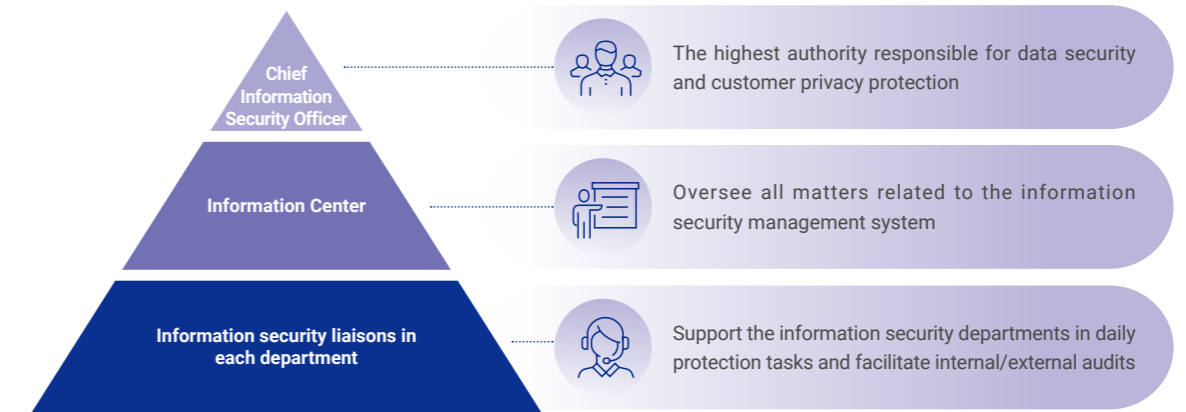 Chief
Information
Security Officer
The highest authority responsible for data security
and customer privacy protection
Information Center
Oversee all matters related to the information
security management system
Information security liaisons in
each department
Support the information security departments in daily
protection tasks and facilitate internal/external audits